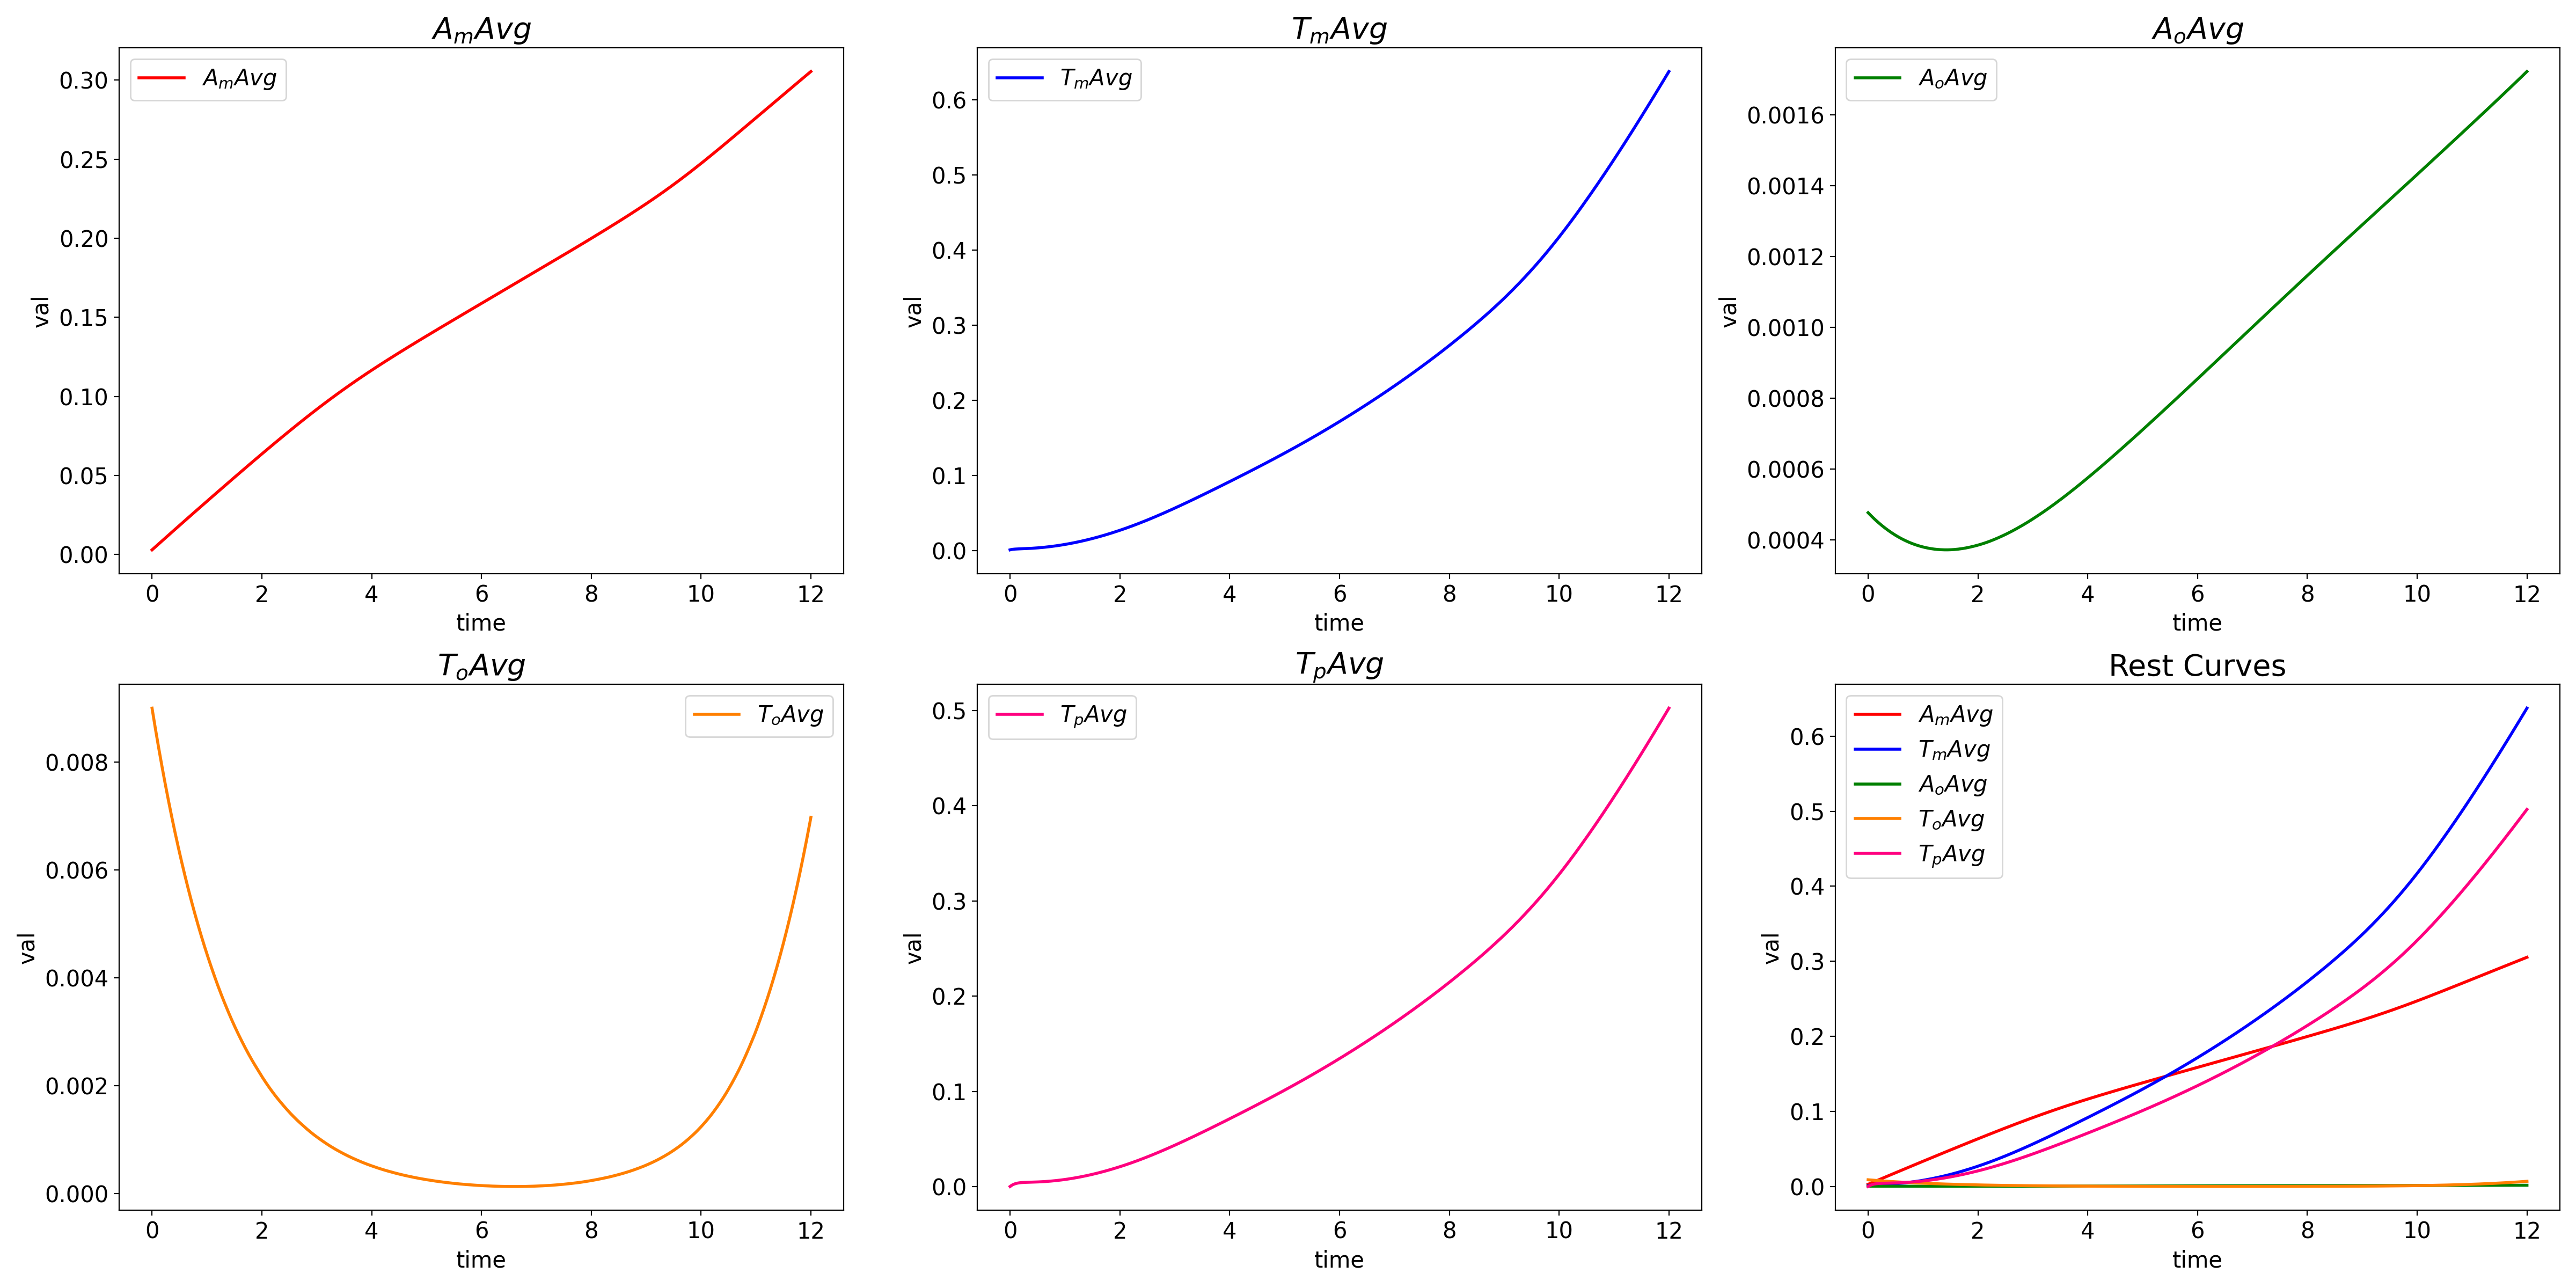 A_mAvg
A_mAvg
0.30
0.25
0.20
0.15
0.10
0.05
0.00
val
0 2 4 6 8 10 12
time
T_mAvg
T_mAvg
0.6
0.5
0.4
0.3
0.2
0.1
0.0
val
0 2 4 6 8 10 12
time
A_oAvg
A_oAvg
0.0016
0.0014
0.0012
0.0010
0.0008
0.0006
0.0004
val
0 2 4 6 8 10 12
time
T_oAvg
T_oAvg
0.008
0.006
0.004
0.002
0.000
val
0 2 4 6 8 10 12
time
T_pAvg
T_pAvg
0.5
0.4
0.3
0.2
0.1
0.0
val
0 2 4 6 8 10 12
time
Rest Curves
A_mAvg
T_mAvg
A_oAvg
T_oAvg
T_pAvg
0.6
0.5
0.4
0.3
0.2
0.1
0.0
val
0 2 4 6 8 10 12
time